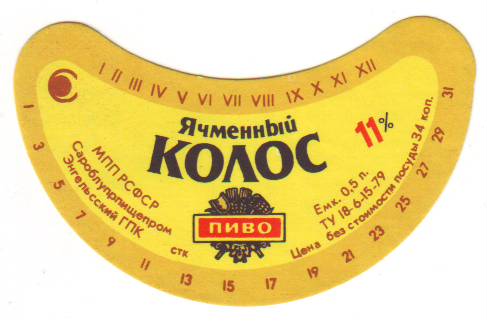 I II III IV V VI VII VIII IX X XI XII
Ячменный
КОЛОС
11%
МПП РСФСР
Сароблупрпищепром
Энгельсский ГПК
стк
ПИВО
Емк. 0,5 л.
ТУ 18-6-15-79
Цена без стоимости посуды 34 коп.
1 3 5 7 9 11 13 15 17 19 21 23 25 27 29 31